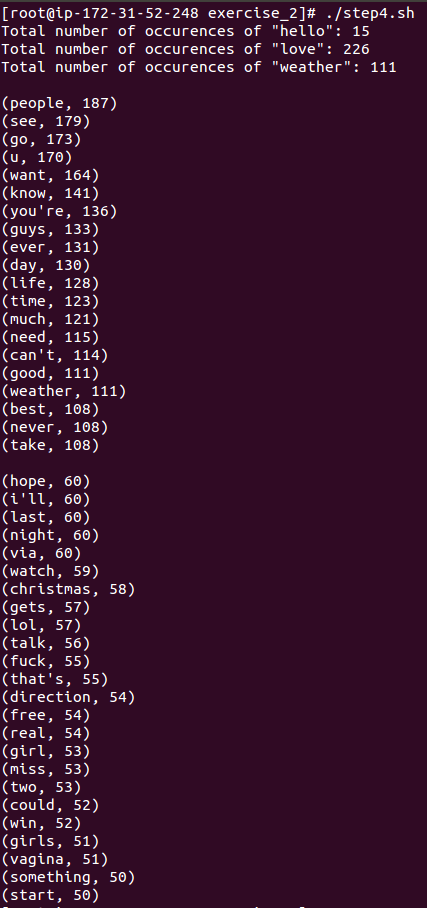 [root@ip-172-31-52-248 exercise_2]# ./step4.sh
Total number of occurences of "hello": 15
Total number of occurences of "love": 226
Total number of occurences of "weather": 111
(people, 187)
(see, 179)
(go, 173)
(u, 170)
(want, 164)
(know, 141)
(you're, 136)
(guys, 133)
(ever, 131)
(day, 130)
(life, 128)
(time, 123)
(much, 121)
(need, 115)
(can't, 114)
(good, 111)
(weather, 111)
(best, 108)
(never, 108)
(take, 108)
(hope, 60)
(i'll, 60)
(last, 60)
(night, 60)
(via, 60)
(watch, 59)
(christmas, 58)
(gets, 57)
(lol, 57)
(talk, 56)
(fuck, 55)
(that's, 55)
(direction, 54)
(free, 54)
(real, 54)
(girl, 53)
(miss, 53)
(two, 53)
(could, 52)
(win, 52)
(girls, 51)
(vagina, 51)
(something, 50)
(start, 50)